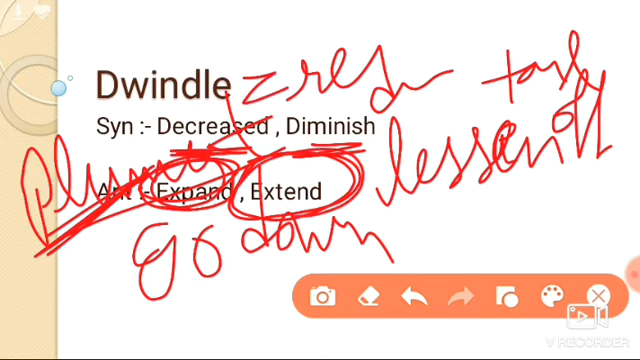 Dwindle
Syn :- Decreased , Diminish
lessen
Ant :- Expand , Extend
go down
V RECORDER